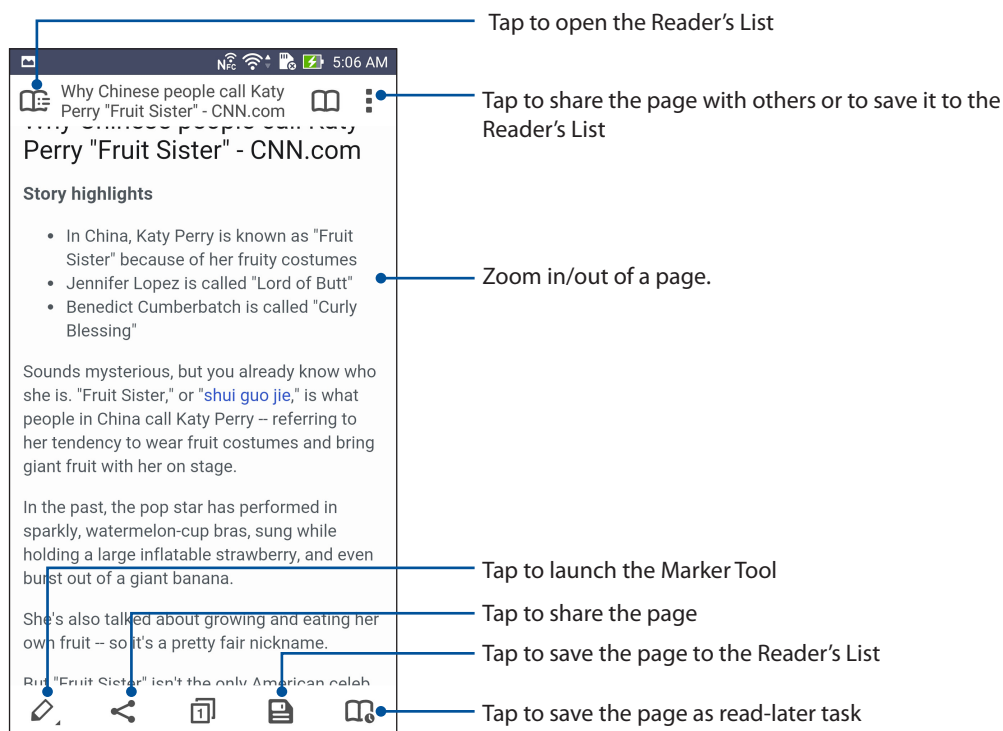 Tap to open the Reader's List
NFC 5:06 AM
Why Chinese people call Katy
Perry "Fruit Sister" - CNN.com
Tap to share the page with others or to save it to the
Reader's List
Why Chinese people call Katy
Perry "Fruit Sister" - CNN.com
Story highlights
• In China, Katy Perry is known as "Fruit
Sister" because of her fruity costumes
• Jennifer Lopez is called "Lord of Butt"
• Benedict Cumberbatch is called "Curly
Blessing"
Zoom in/out of a page.
Sounds mysterious, but you already know who
she is. "Fruit Sister," or "shui guo jie," is what
people in China call Katy Perry -- referring to
her tendency to wear fruit costumes and bring
giant fruit with her on stage.
In the past, the pop star has performed in
sparkly, watermelon-cup bras, sung while
holding a large inflatable strawberry, and even
burst out of a giant banana.
Tap to launch the Marker Tool
She's also talked about growing and eating her
own fruit -- so it's a pretty fair nickname.
Tap to share the page
Tap to save the page to the Reader's List
But "Fruit Sister" isn't the only American celeb
1
Tap to save the page as read-later task